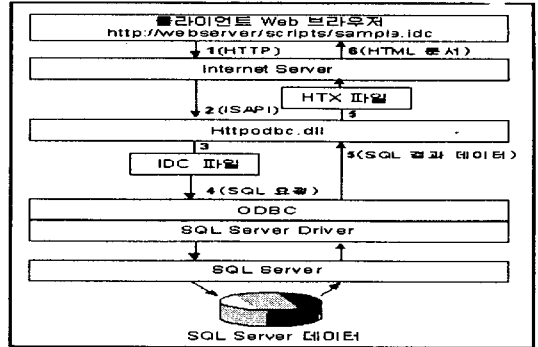 클라이언트 Web 브라우저
http://webserver/scripts/sample.idc
1(HTTP) 6(HTML 문서)
Internet Server
HTX 파일
2(ISAPI) 5
Httpodbc.dll
3
IDC 파일
5(SQL 결과 데이터)
4(SQL 요청)
ODBC
SQL Server Driver
SQL Server
SQL Server 데이터